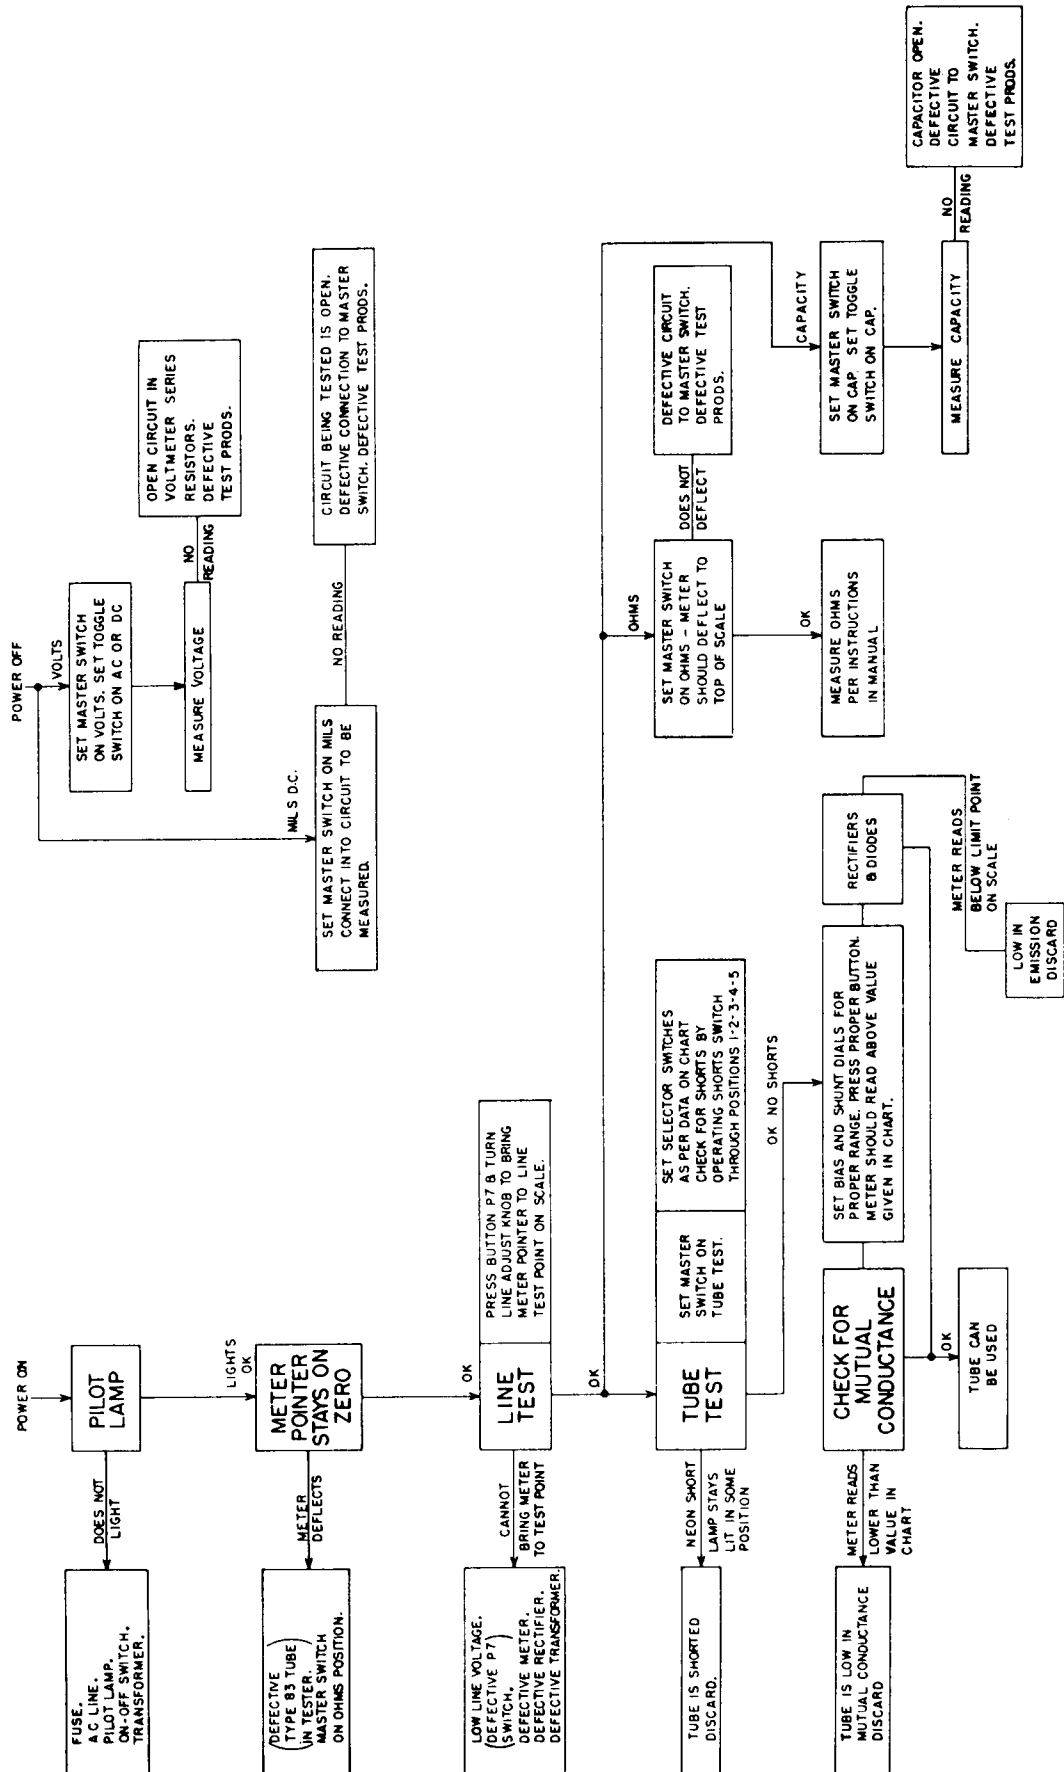 POWER ON
PILOT
LAMP
DOES NOT
LIGHT
FUSE.
A C LINE.
PILOT LAMP.
ON-OFF SWITCH.
TRANSFORMER.
LIGHTS
OK
METER
POINTER
STAYS ON
ZERO
METER
DEFLECTS
(DEFECTIVE
TYPE 83 TUBE)
IN TESTER.
MASTER SWITCH
ON OHMS POSITION.
OK
LINE
TEST
PRESS BUTTON P7 & TURN
LINE ADJUST KNOB TO BRING
METER POINTER TO LINE
TEST POINT ON SCALE.
CANNOT
BRING METER
TO TEST POINT
LOW LINE VOLTAGE.
(DEFECTIVE P7)
SWITCH.
DEFECTIVE METER.
DEFECTIVE RECTIFIER.
DEFECTIVE TRANSFORMER.
OK
TUBE
TEST
SET MASTER
SWITCH ON
TUBE TEST.
SET SELECTOR SWITCHES
AS PER DATA ON CHART
CHECK FOR SHORTS BY
OPERATING SHORTS SWITCH
THROUGH POSITIONS 1-2-3-4-5
NEON SHORT
LAMP STAYS
LIT IN SOME
POSITION
TUBE IS SHORTED
DISCARD.
OK NO SHORTS
CHECK FOR
MUTUAL
CONDUCTANCE
SET BIAS AND SHUNT DIALS FOR
PROPER RANGE. PRESS PROPER BUTTON.
METER SHOULD READ ABOVE VALUE
GIVEN IN CHART.
RECTIFIERS
& DIODES
METER READS
BELOW LIMIT POINT
ON SCALE
LOW IN
EMISSION
DISCARD
METER READS
LOWER THAN
VALUE IN
CHART
TUBE IS LOW IN
MUTUAL CONDUCTANCE
DISCARD
OK
TUBE CAN
BE USED
POWER OFF
VOLTS
SET MASTER SWITCH
ON VOLTS. SET TOGGLE
SWITCH ON AC OR DC
MEASURE VOLTAGE
NO
READING
OPEN CIRCUIT IN
VOLTMETER SERIES
RESISTORS.
DEFECTIVE
TEST PRODS.
MILS D.C.
SET MASTER SWITCH ON MILS
CONNECT INTO CIRCUIT TO BE
MEASURED.
NO READING
CIRCUIT BEING TESTED IS OPEN.
DEFECTIVE CONNECTION TO MASTER
SWITCH. DEFECTIVE TEST PRODS.
OHMS
SET MASTER SWITCH
ON OHMS - METER
SHOULD DEFLECT TO
TOP OF SCALE
DOES NOT
DEFLECT
DEFECTIVE CIRCUIT
TO MASTER SWITCH.
DEFECTIVE TEST
PRODS.
OK
MEASURE OHMS
PER INSTRUCTIONS
IN MANUAL
CAPACITY
SET MASTER SWITCH
ON CAP. SET TOGGLE
SWITCH ON CAP.
MEASURE CAPACITY
NO
READING
CAPACITOR OPEN.
DEFECTIVE
CIRCUIT TO
MASTER SWITCH.
DEFECTIVE
TEST PRODS.